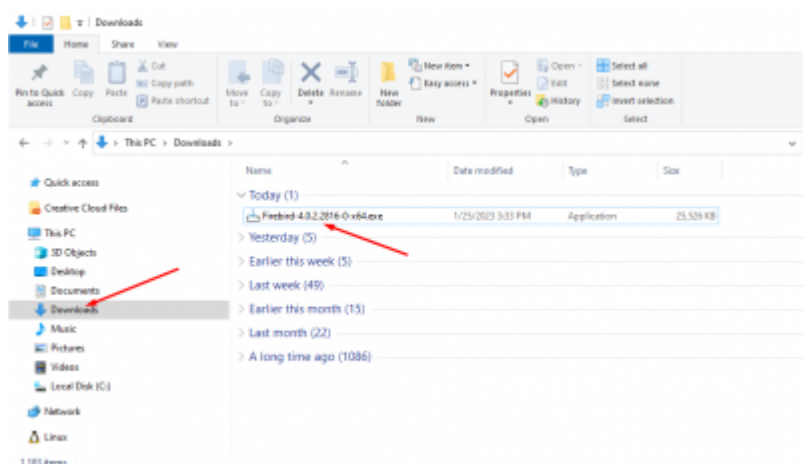 Downloads
File Home Share View
Pin to Quick access
Copy
Paste
Cut
Copy path
Paste shortcut
Clipboard
Move to
Copy to
Delete
Rename
Organize
New folder
New item
Easy access
New
Properties
Open
Edit
History
Open
Select all
Select none
Invert selection
Select
This PC > Downloads >
Name Date modified Type Size
Quick access
Creative Cloud Files
This PC
3D Objects
Desktop
Documents
Downloads
Music
Pictures
Videos
Local Disk (C:)
Network
Linux
Today (1)
Firebird-4.0.2.2816-0-x64.exe 1/25/2023 3:33 PM Application 25,526 KB
Yesterday (5)
Earlier this week (5)
Last week (49)
Earlier this month (15)
Last month (22)
A long time ago (1086)
1,183 items